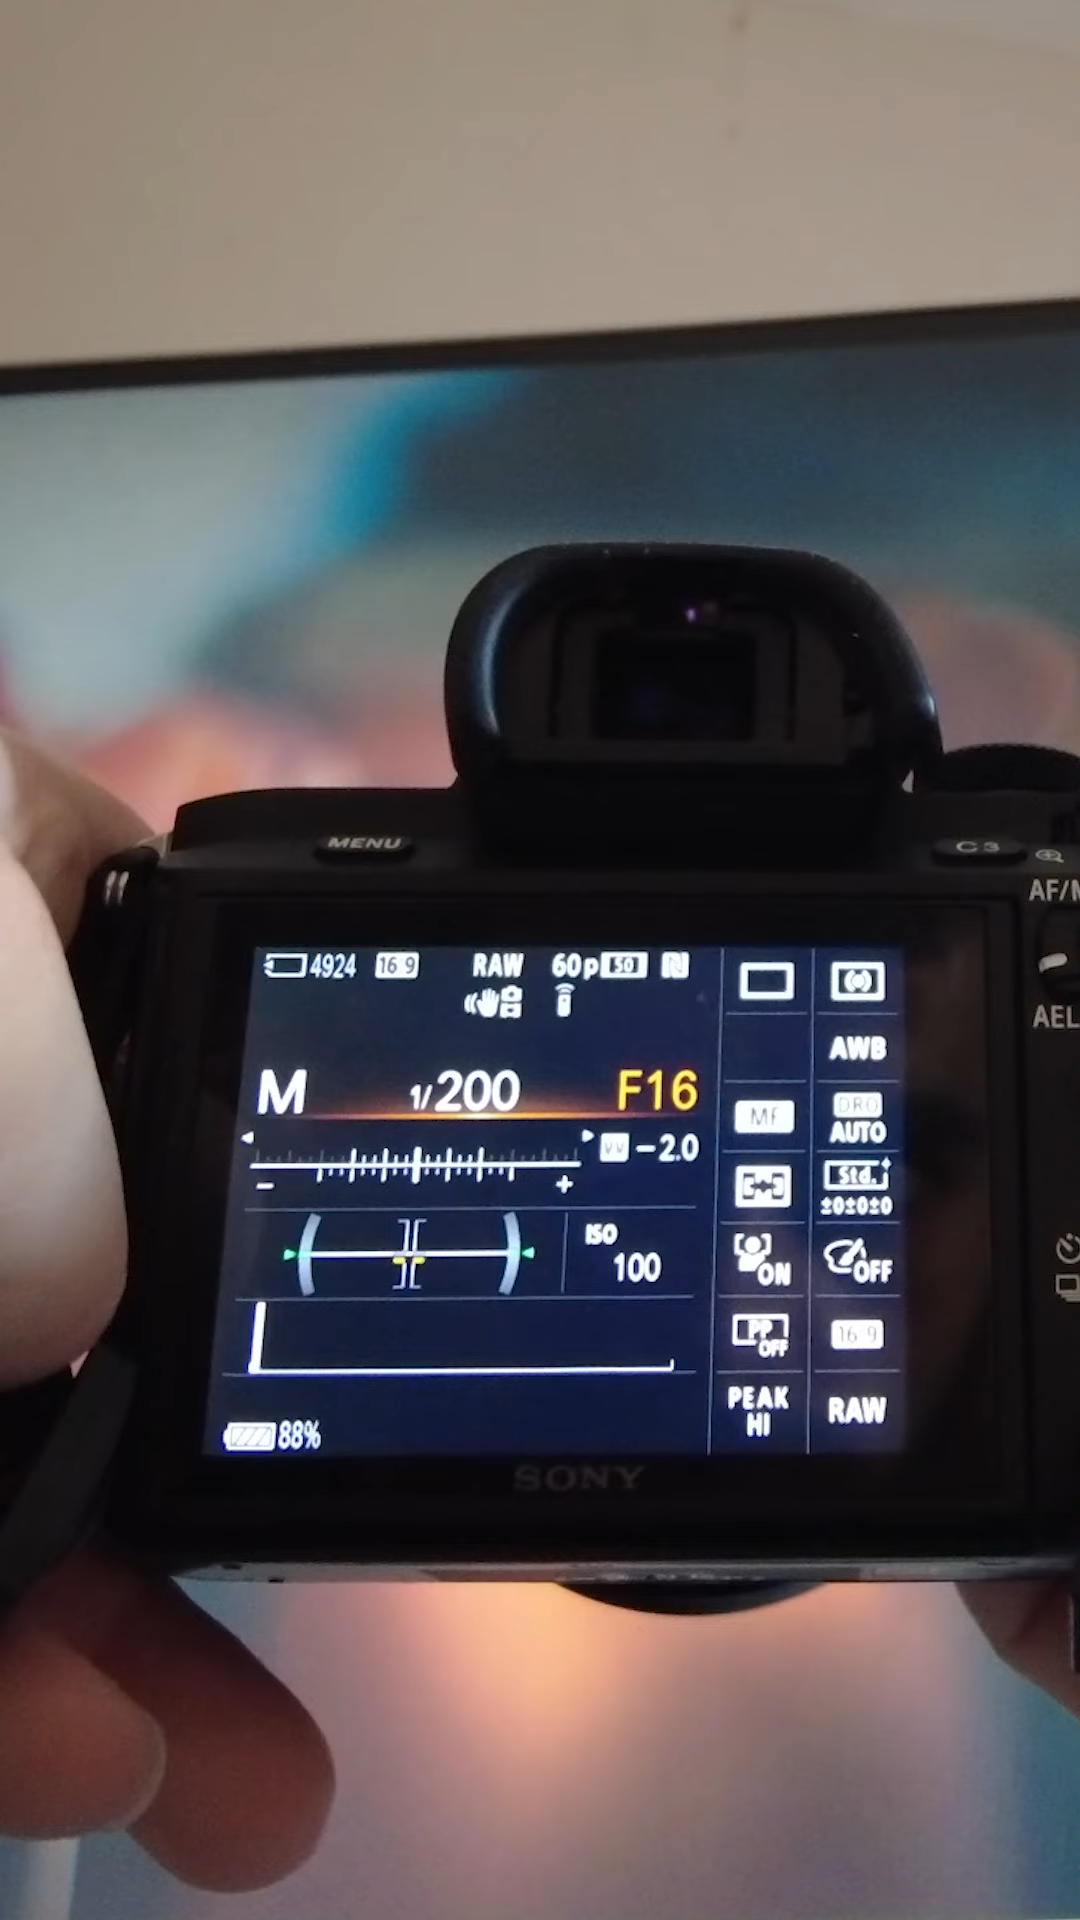 MENU
C3
AF/M
AEL
4924 16:9 RAW 60p 50
M 1/200 F16
-2.0
- +
ISO
100
88%
MF
ON
PP
OFF
PEAK
HI
AWB
DRO
AUTO
Std.
±0±0±0
OFF
16:9
RAW
SONY